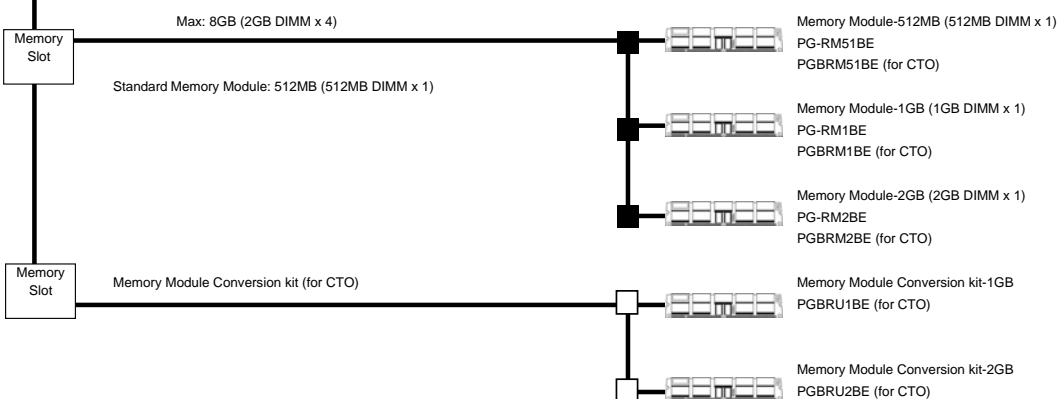 Max: 8GB (2GB DIMM x 4)
Memory
Slot
Standard Memory Module: 512MB (512MB DIMM x 1)
Memory Module-512MB (512MB DIMM x 1)
PG-RM51BE
PGBRM51BE (for CTO)
Memory Module-1GB (1GB DIMM x 1)
PG-RM1BE
PGBRM1BE (for CTO)
Memory Module-2GB (2GB DIMM x 1)
PG-RM2BE
PGBRM2BE (for CTO)
Memory
Slot
Memory Module Conversion kit (for CTO)
Memory Module Conversion kit-1GB
PGBRU1BE (for CTO)
Memory Module Conversion kit-2GB
PGBRU2BE (for CTO)